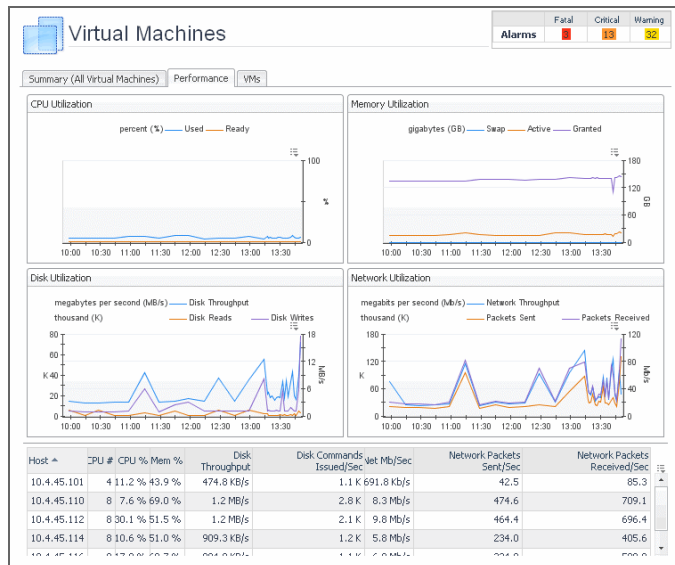 Virtual Machines
Fatal Critical Warning
Alarms 3 13 32
Summary (All Virtual Machines) Performance VMs
CPU Utilization
percent (%) Used Ready
100
%
0
10:00 10:30 11:00 11:30 12:00 12:30 13:00 13:30
Memory Utilization
gigabytes (GB) Swap Active Granted
180
120
GB
60
0
10:00 10:30 11:00 11:30 12:00 12:30 13:00 13:30
Disk Utilization
megabytes per second (MB/s) Disk Throughput
thousand (K) Disk Reads Disk Writes
80 18
60
12
K 40 MB/s
6
20
0 0
10:00 10:30 11:00 11:30 12:00 12:30 13:00 13:30
Network Utilization
megabits per second (Mb/s) Network Throughput
thousand (K) Packets Sent Packets Received
180 120
120 80
K Mb/s
60 40
0 0
10:00 10:30 11:00 11:30 12:00 12:30 13:00 13:30
Host CPU # CPU % Mem % Disk Throughput Disk Commands Issued/Sec Net Mb/Sec Network Packets Sent/Sec Network Packets Received/Sec
10.4.45.101 4 11.2 % 43.9 % 474.8 KB/s 1.1 K 691.8 Kb/s 42.5 85.3
10.4.45.110 8 7.6 % 69.0 % 1.2 MB/s 2.8 K 8.3 Mb/s 474.6 709.1
10.4.45.112 8 30.1 % 51.5 % 1.2 MB/s 2.1 K 9.8 Mb/s 464.4 696.4
10.4.45.114 8 10.6 % 51.0 % 909.3 KB/s 1.2 K 5.8 Mb/s 234.0 405.6